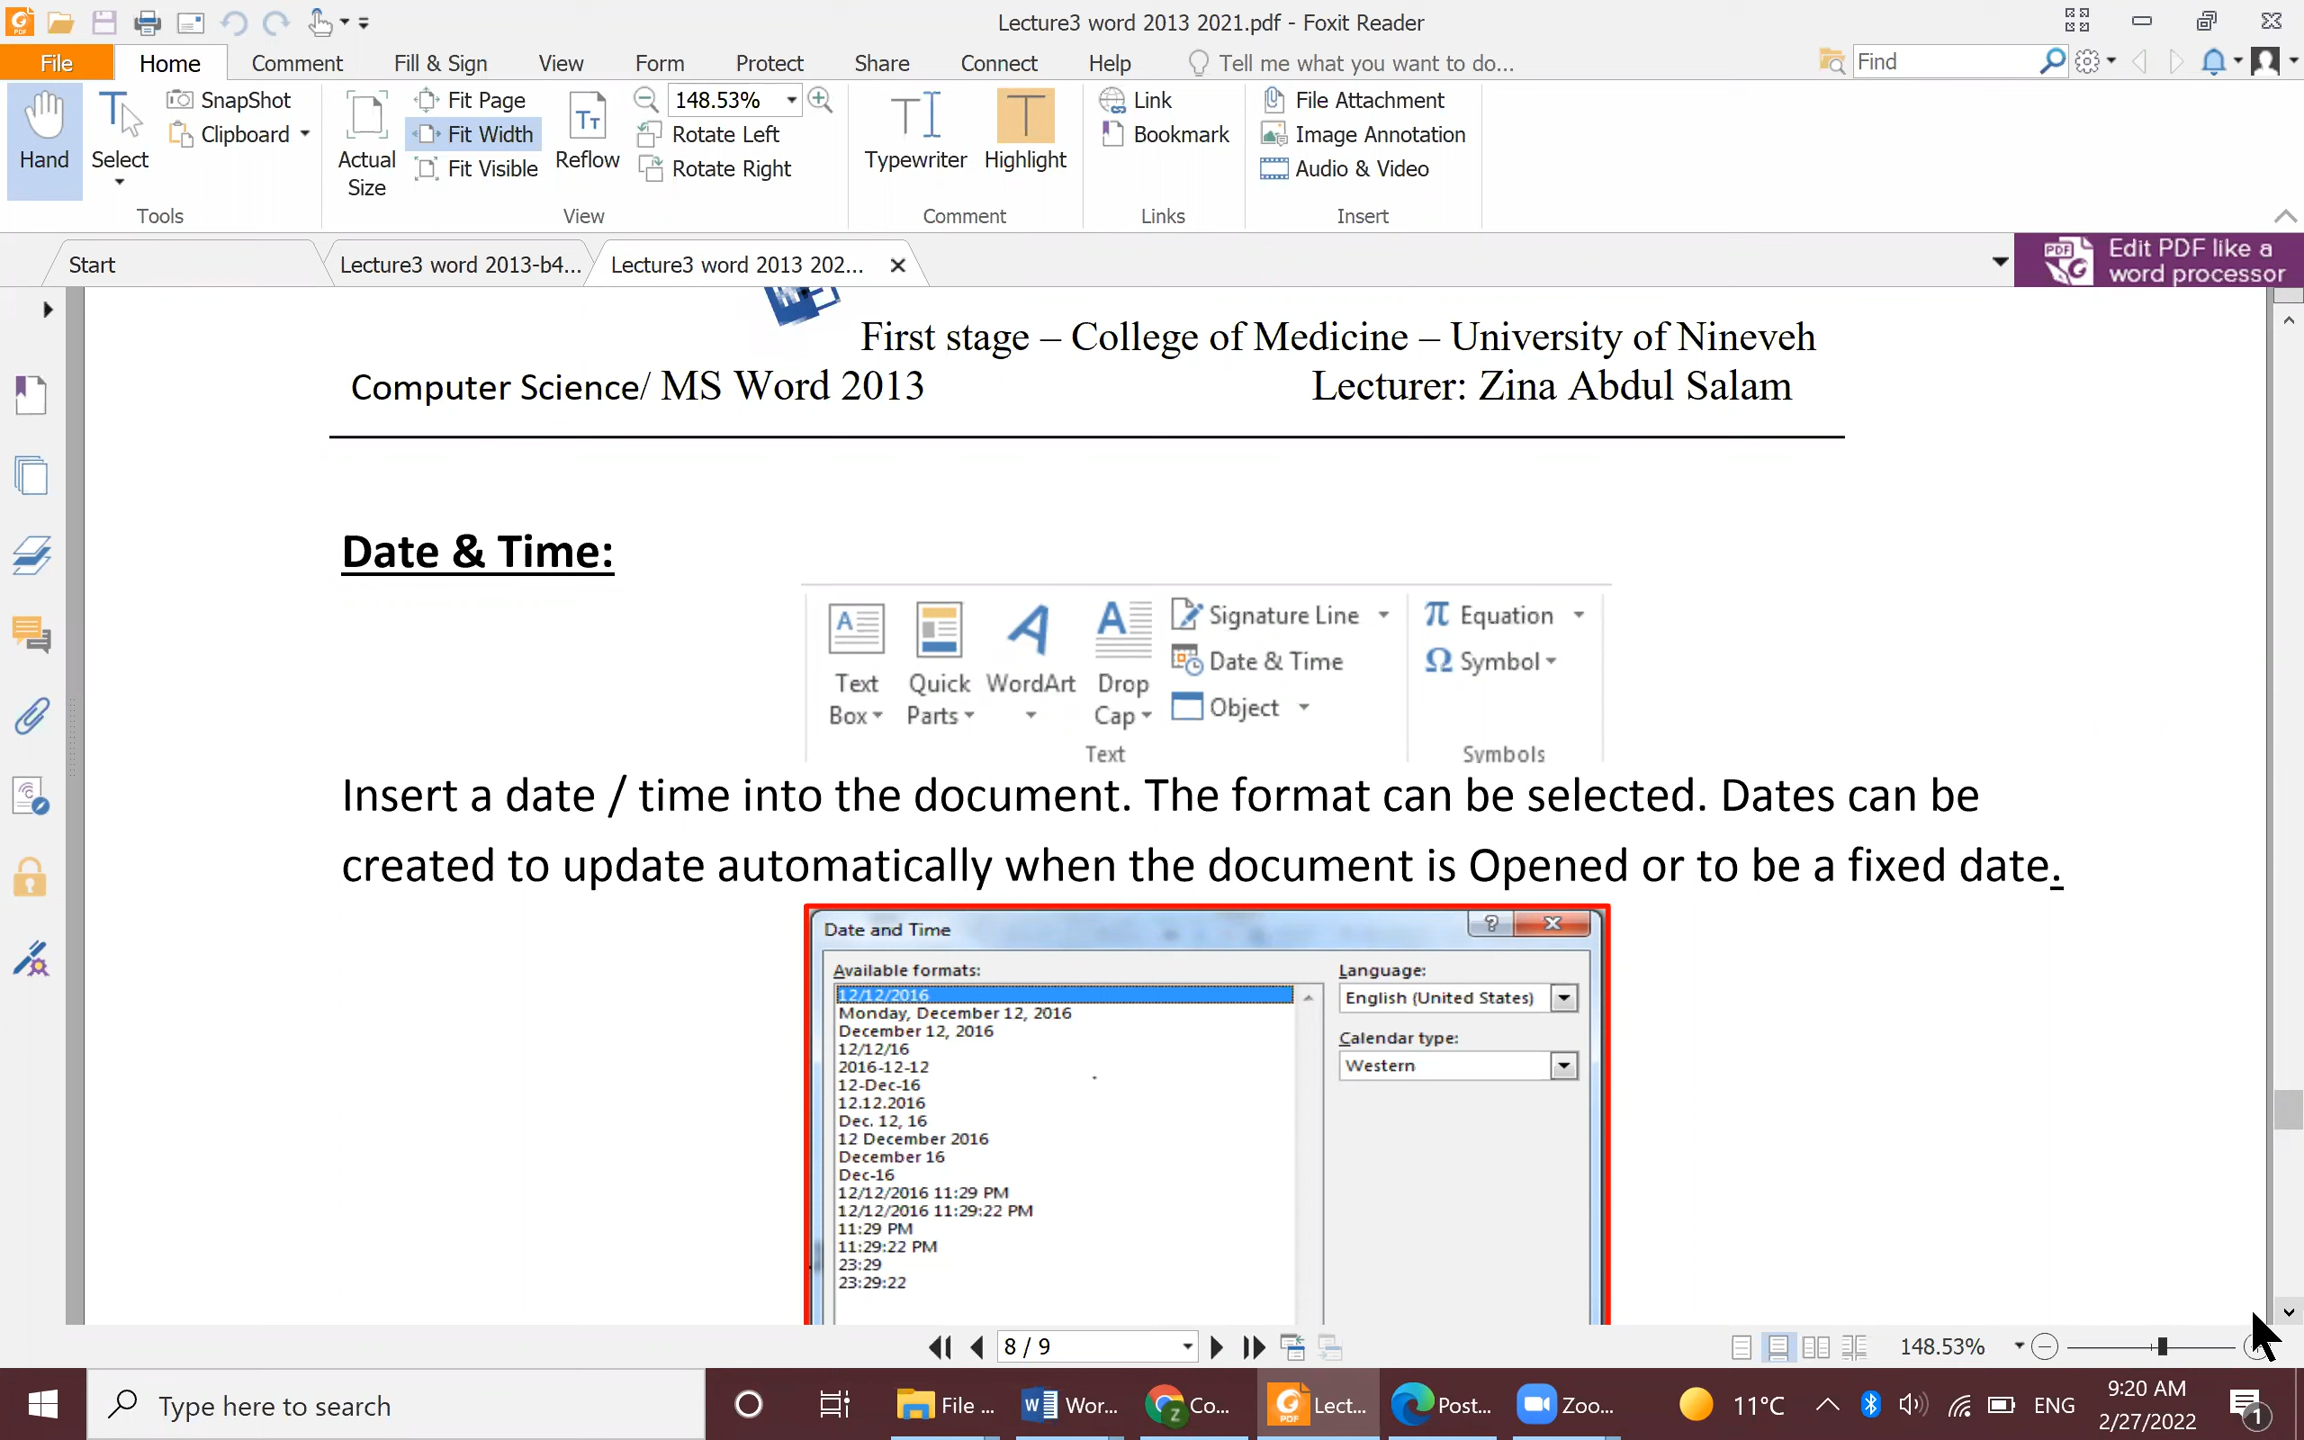 Lecture3 word 2013 2021.pdf - Foxit Reader
File Home Comment Fill & Sign View Form Protect Share Connect Help Tell me what you want to do... Find
Hand
Select
SnapShot
Clipboard
Tools
Actual Size
Fit Page
Fit Width
Fit Visible
Reflow
148.53%
Rotate Left
Rotate Right
View
Typewriter
Highlight
Comment
Link
Bookmark
Links
File Attachment
Image Annotation
Audio & Video
Insert
Start
Lecture3 word 2013-b4...
Lecture3 word 2013 202...
Edit PDF like a
word processor
First stage – College of Medicine – University of Nineveh
Computer Science/ MS Word 2013 Lecturer: Zina Abdul Salam
Date & Time:
Text Box
Quick Parts
WordArt
Drop Cap
Signature Line
Date & Time
Object
Text
Equation
Symbol
Symbols
Insert a date / time into the document. The format can be selected. Dates can be
created to update automatically when the document is Opened or to be a fixed date.
Date and Time
Available formats:
12/12/2016
Monday, December 12, 2016
December 12, 2016
12/12/16
2016-12-12
12-Dec-16
12.12.2016
Dec. 12, 16
12 December 2016
December 16
Dec-16
12/12/2016 11:29 PM
12/12/2016 11:29:22 PM
11:29 PM
11:29:22 PM
23:29
23:29:22
Language:
English (United States)
Calendar type:
Western
8 / 9
148.53%
Type here to search
File ...
Wor...
Co...
Lect...
Post...
Zoo...
11°C
ENG
9:20 AM
2/27/2022
1